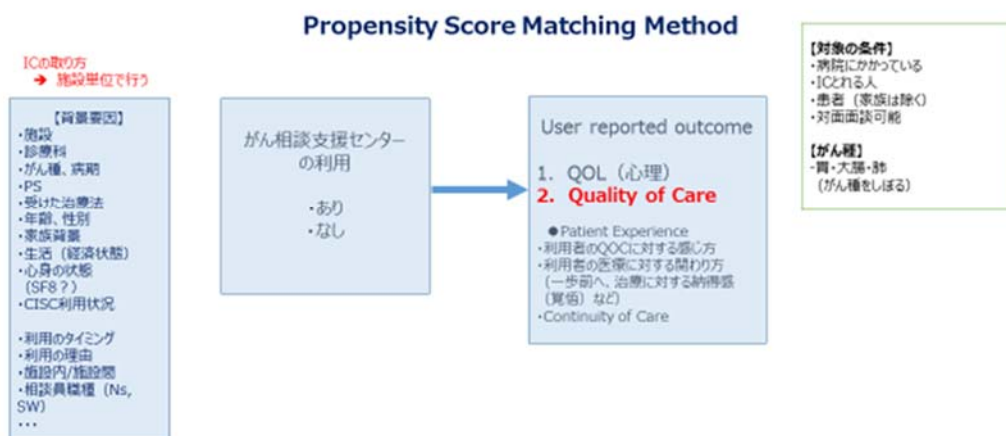 Propensity Score Matching Method
ICの取り方
➔ 施設単位で行う
【背景要因】
・施設
・診療科
・がん種、病期
・PS
・受けた治療法
・年齢、性別
・家族背景
・生活（経済状態）
・心身の状態
（SF8？）
・CISC利用状況
・利用のタイミング
・利用の理由
・施設内/施設間
・相談員職種（Ns,
SW）
・・・
がん相談支援センター
の利用
・あり
・なし
User reported outcome
1. QOL（心理）
2. Quality of Care
●Patient Experience
・利用者のQOCに対する感じ方
・利用者の医療に対する関わり方
（一歩前へ、治療に対する納得感
（覚悟）など）
・Continuity of Care
【対象の条件】
・病院にかかっている
・ICとれる人
・患者（家族は除く）
・対面面談可能
【がん種】
・胃・大腸・肺
（がん種をしぼる）